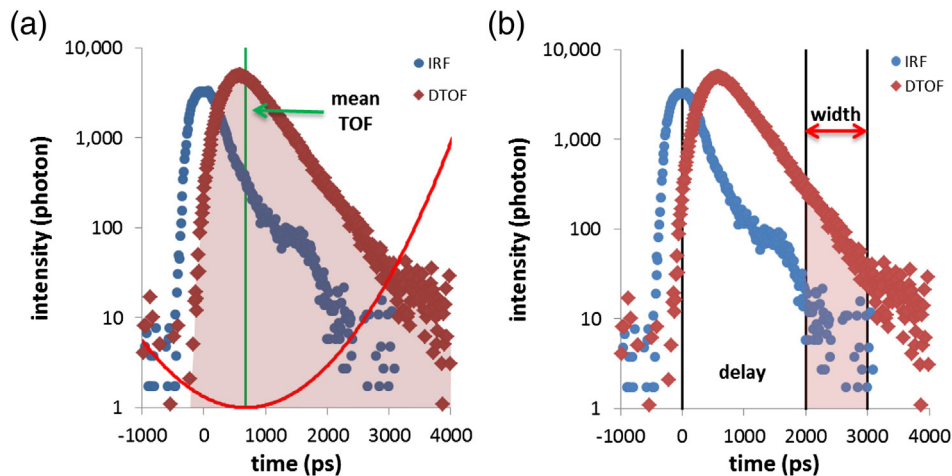 (a)
10,000
1,000
100
10
1
intensity (photon)
-1000 0 1000 2000 3000 4000
time (ps)
IRF
DTOF
mean
TOF
(b)
10,000
1,000
100
10
1
intensity (photon)
-1000 0 1000 2000 3000 4000
time (ps)
IRF
DTOF
width
delay